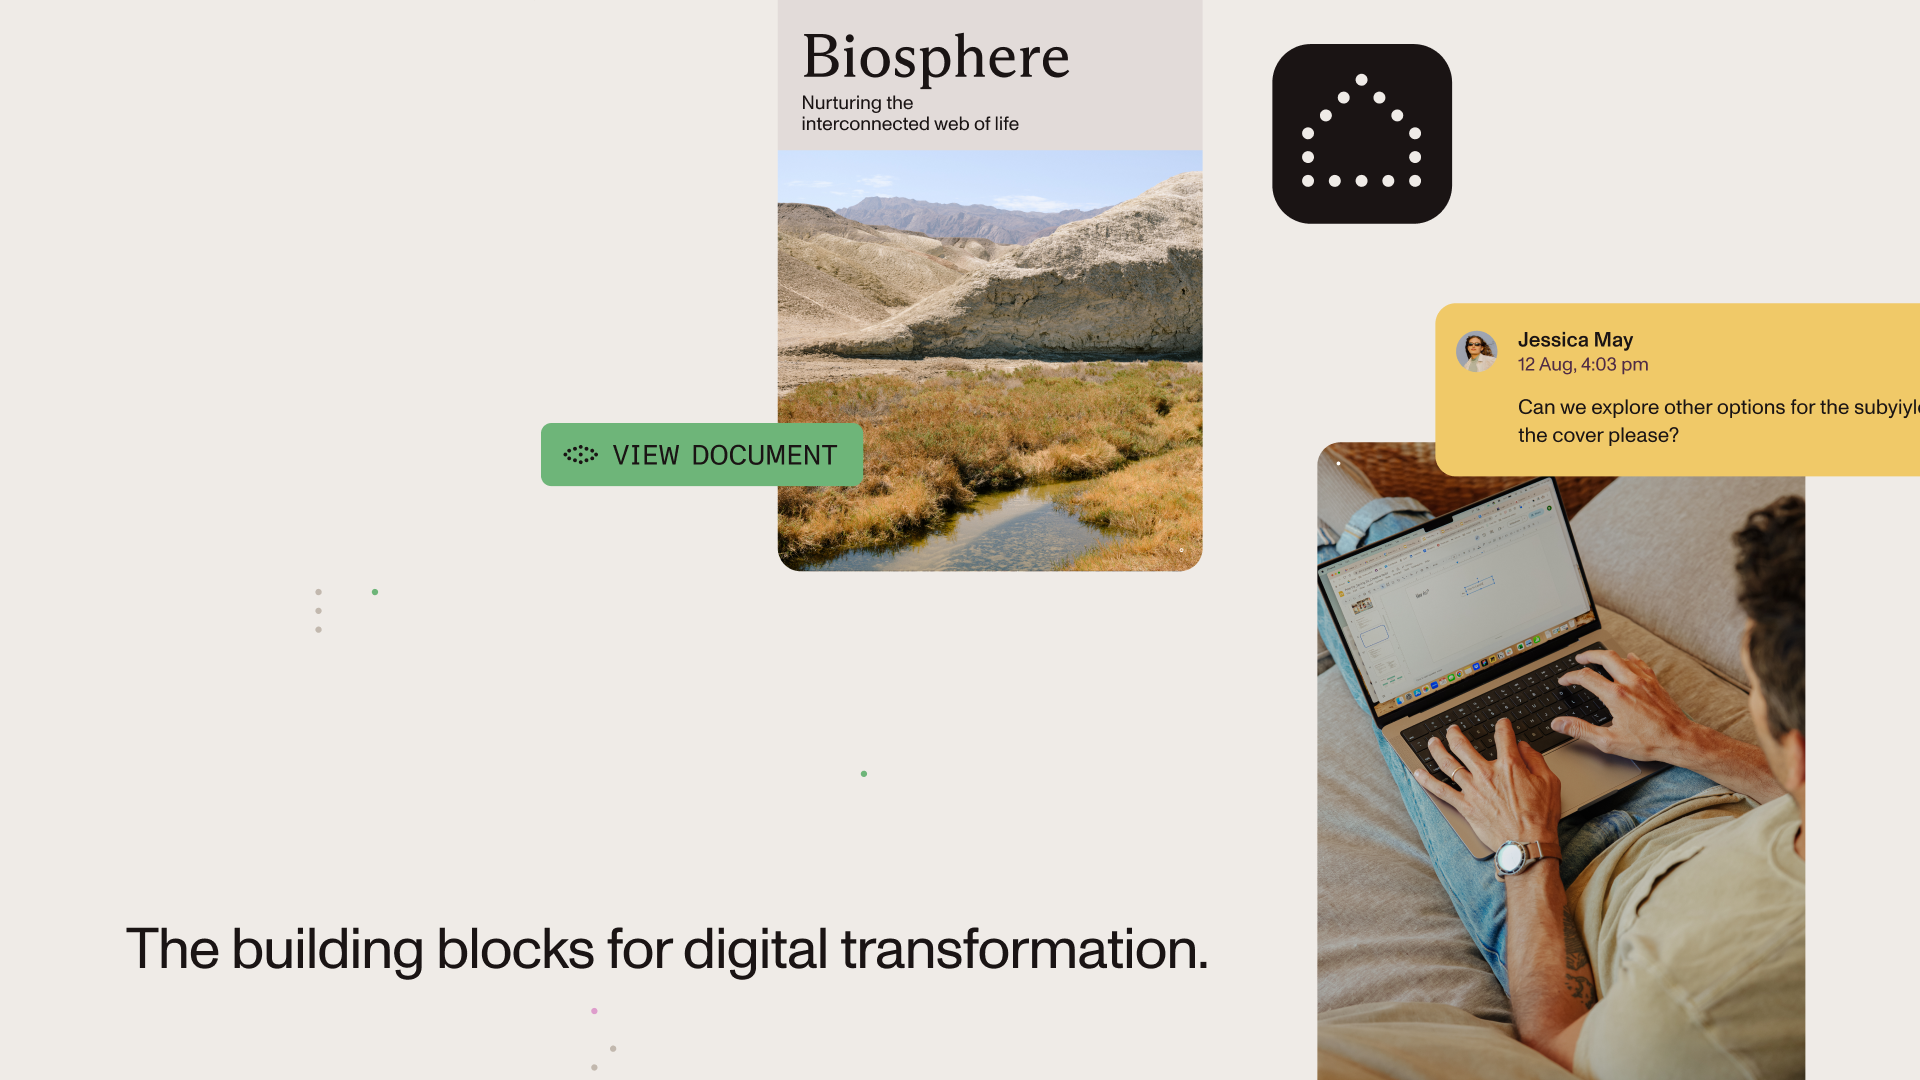 Biosphere
Nurturing the
interconnected web of life
Jessica May
12 Aug, 4:03 pm
Can we explore other options for the
the cover please?
VIEW DOCUMENT
The building blocks for digital transformation.